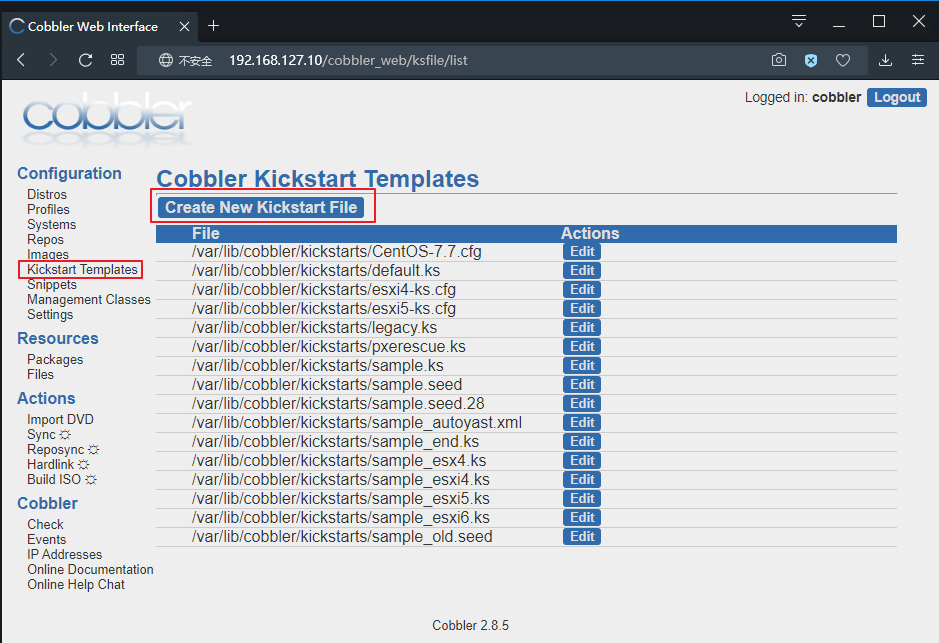 Cobbler Web Interface
不安全 192.168.127.10/cobbler_web/ksfile/list
cobbler
Logged in: cobbler Logout
Configuration
Distros
Profiles
Systems
Repos
Images
Kickstart Templates
Snippets
Management Classes
Settings
Resources
Packages
Files
Actions
Import DVD
Sync
Reposync
Hardlink
Build ISO
Cobbler
Check
Events
IP Addresses
Online Documentation
Online Help Chat
Cobbler Kickstart Templates
Create New Kickstart File
File Actions
/var/lib/cobbler/kickstarts/CentOS-7.7.cfg Edit
/var/lib/cobbler/kickstarts/default.ks Edit
/var/lib/cobbler/kickstarts/esxi4-ks.cfg Edit
/var/lib/cobbler/kickstarts/esxi5-ks.cfg Edit
/var/lib/cobbler/kickstarts/legacy.ks Edit
/var/lib/cobbler/kickstarts/pxerescue.ks Edit
/var/lib/cobbler/kickstarts/sample.ks Edit
/var/lib/cobbler/kickstarts/sample.seed Edit
/var/lib/cobbler/kickstarts/sample.seed.28 Edit
/var/lib/cobbler/kickstarts/sample_autoyast.xml Edit
/var/lib/cobbler/kickstarts/sample_end.ks Edit
/var/lib/cobbler/kickstarts/sample_esx4.ks Edit
/var/lib/cobbler/kickstarts/sample_esxi4.ks Edit
/var/lib/cobbler/kickstarts/sample_esxi5.ks Edit
/var/lib/cobbler/kickstarts/sample_esxi6.ks Edit
/var/lib/cobbler/kickstarts/sample_old.seed Edit
Cobbler 2.8.5